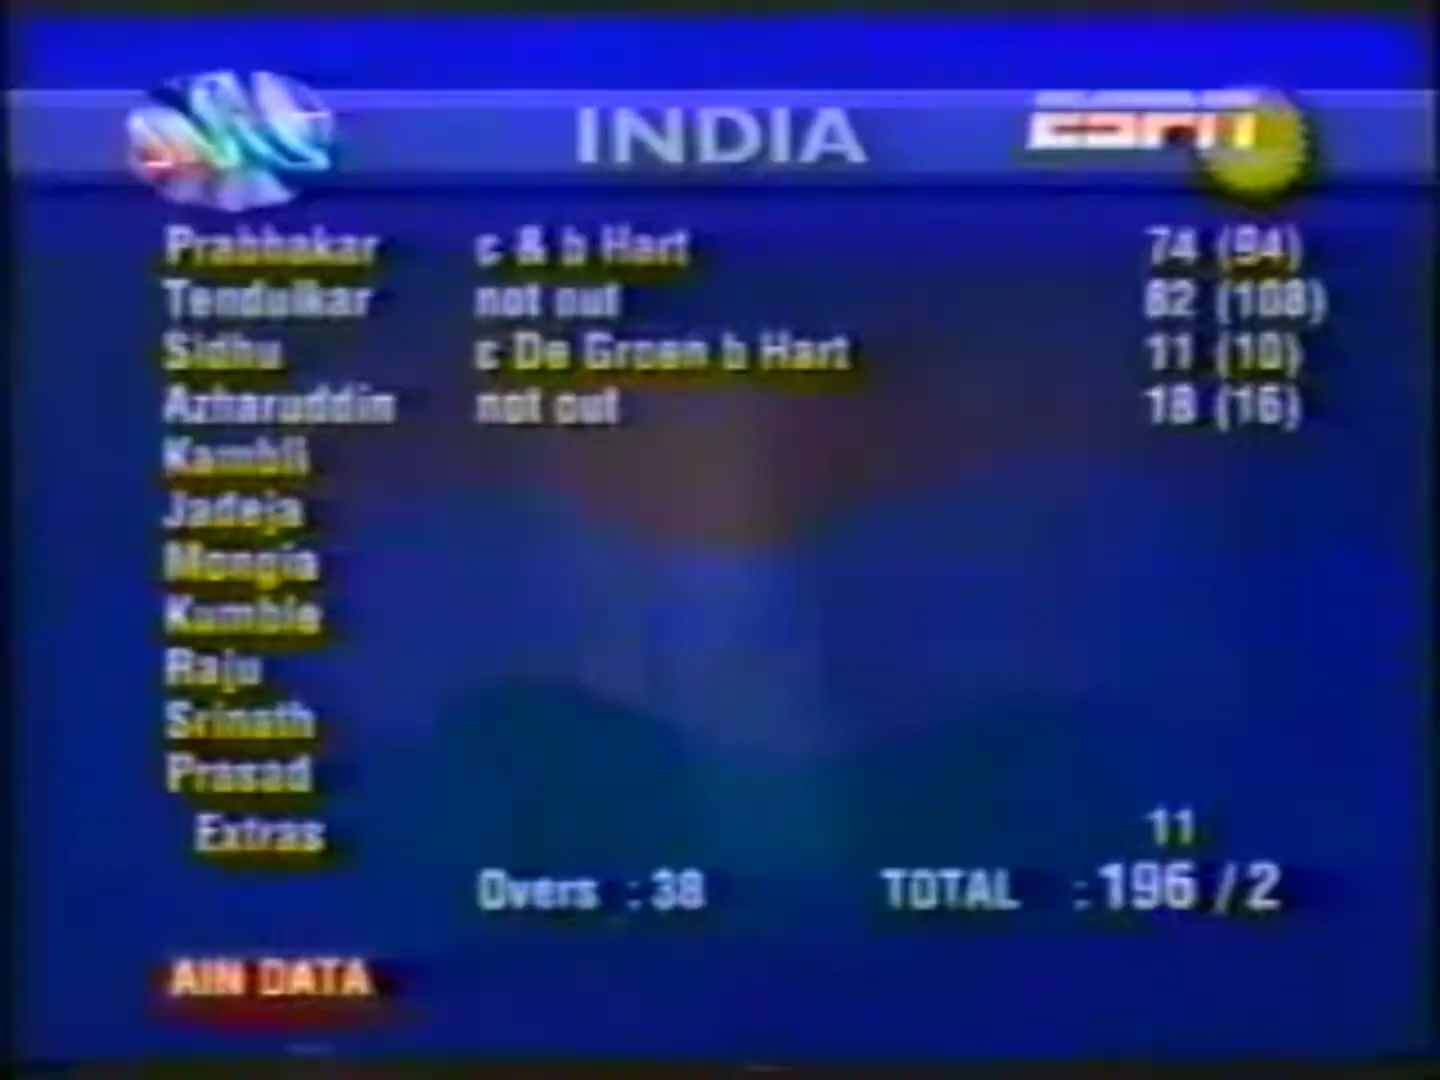 INDIA ESPN
Prabhakar c & b Hart 74 (94)
Tendulkar not out 82 (108)
Sidhu c De Groen b Hart 11 (10)
Azharuddin not out 18 (16)
Kambli
Jadeja
Mongia
Kumble
Raju
Srinath
Prasad
Extras 11
Overs : 38 TOTAL : 196 / 2
AIN DATA